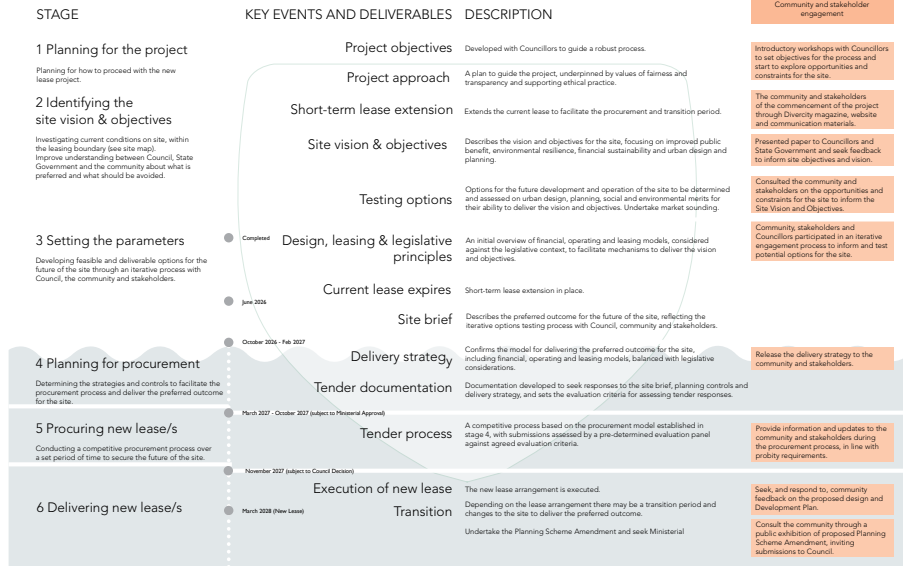 STAGE
KEY EVENTS AND DELIVERABLES
DESCRIPTION
Community and stakeholder
engagement
1 Planning for the project
Planning for how to proceed with the new
lease project.
Project objectives
Developed with Councillors to guide a robust process.
Introductory workshops with Councillors
to set objectives for the process and
start to explore opportunities and
constraints for the site.
Project approach
A plan to guide the project, underpinned by values of fairness and
transparency and supporting ethical practice.
2 Identifying the
site vision & objectives
Investigating current conditions on site, within
the leasing boundary (see site map).
Improve understanding between Council, State
Government and the community about what is
preferred and what should be avoided.
Short-term lease extension
Extends the current lease to facilitate the procurement and transition period.
The community and stakeholders
of the commencement of the project
through Divercity magazine, website
and communication materials.
Site vision & objectives
Describes the vision and objectives for the site, focusing on improved public
benefit, environmental resilience, financial sustainability and urban design and
planning.
Presented paper to Councillors and
State Government and seek feedback
to inform site objectives and vision.
Testing options
Options for the future development and operation of the site to be determined
and assessed on urban design, planning, social and environmental merits for
their ability to deliver the vision and objectives. Undertake market sounding.
Consulted the community and
stakeholders on the opportunities and
constraints for the site to inform the
Site Vision and Objectives.
3 Setting the parameters
Developing feasible and deliverable options for the
future of the site through an iterative process with
Council, the community and stakeholders.
Completed
Design, leasing & legislative
principles
An initial overview of financial, operating and leasing models, considered
against the legislative context, to facilitate mechanisms to deliver the vision
and objectives.
Community, stakeholders and
Councillors participated in an iterative
engagement process to inform and test
potential options for the site.
Current lease expires
Short-term lease extension in place.
June 2026
Site brief
Describes the preferred outcome for the future of the site, reflecting the
iterative options testing process with Council, community and stakeholders.
October 2026 - Feb 2027
4 Planning for procurement
Determining the strategies and controls to facilitate the
procurement process and deliver the preferred outcome
for the site.
Delivery strategy
Confirms the model for delivering the preferred outcome for the site,
including financial, operating and leasing models, balanced with legislative
considerations.
Release the delivery strategy to the
community and stakeholders.
Tender documentation
Documentation developed to seek responses to the site brief, planning controls and
delivery strategy, and sets the evaluation criteria for assessing tender responses.
March 2027 - October 2027 (subject to Ministerial Approval)
5 Procuring new lease/s
Conducting a competitive procurement process over
a set period of time to secure the future of the site.
Tender process
A competitive process based on the procurement model established in
stage 4, with submissions assessed by a pre-determined evaluation panel
against agreed evaluation criteria.
Provide information and updates to the
community and stakeholders during
the procurement process, in line with
probity requirements.
November 2027 (subject to Council Decision)
6 Delivering new lease/s
Execution of new lease
The new lease arrangement is executed.
Seek, and respond to, community
feedback on the proposed design and
Development Plan.
March 2028 (New Lease)
Transition
Depending on the lease arrangement there may be a transition period and
changes to the site to deliver the preferred outcome.
Undertake the Planning Scheme Amendment and seek Ministerial
Consult the community through a
public exhibition of proposed Planning
Scheme Amendment, inviting
submissions to Council.